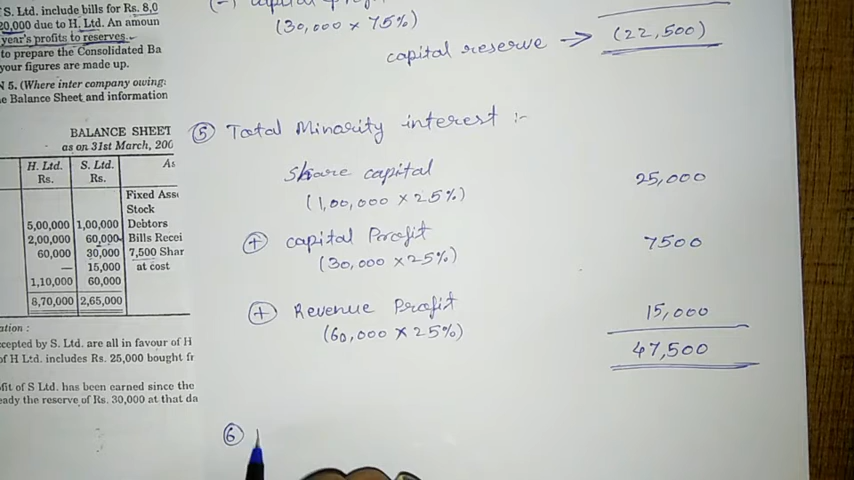 S. Ltd. include bills for Rs. 8,0
20,000 due to H. Ltd. An amoun
year's profits to reserves.
to prepare the Consolidated Ba
your figures are made up.
N 5. (Where inter company owing
e Balance Sheet and information
BALANCE SHEET
as on 31st March, 200
H. Ltd. S. Ltd. As
Rs. Rs.
Fixed Ass
Stock
5,00,000 1,00,000 Debtors
2,00,000 60,000 Bills Recei
60,000 30,000 7,500 Shar
— 15,000 at cost
1,10,000 60,000
8,70,000 2,65,000
ation :
ccepted by S. Ltd. are all in favour of H
of H Ltd. includes Rs. 25,000 bought fr
ofit of S Ltd. has been earned since the
eady the reserve of Rs. 30,000 at that da
(30,000 × 75%)
capital reserve → (22,500)
⑤ Total Minority interest :-
Share capital 25,000
(1,00,000 × 25%)
(+) capital Profit 7500
(30,000 × 25%)
(+) Revenue Profit 15,000
(60,000 × 25%)
47,500
⑥